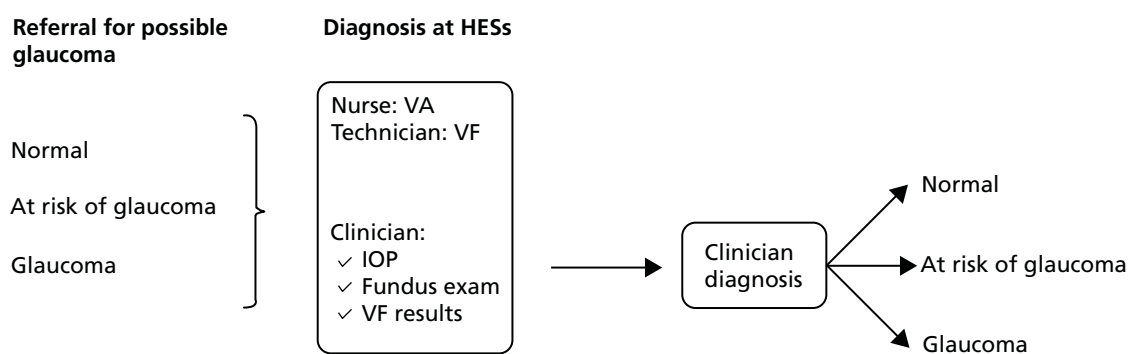 Referral for possible
glaucoma
Normal
At risk of glaucoma
Glaucoma
Diagnosis at HESs
Nurse: VA
Technician: VF
Clinician:
✓ IOP
✓ Fundus exam
✓ VF results
Clinician
diagnosis
Normal
At risk of glaucoma
Glaucoma